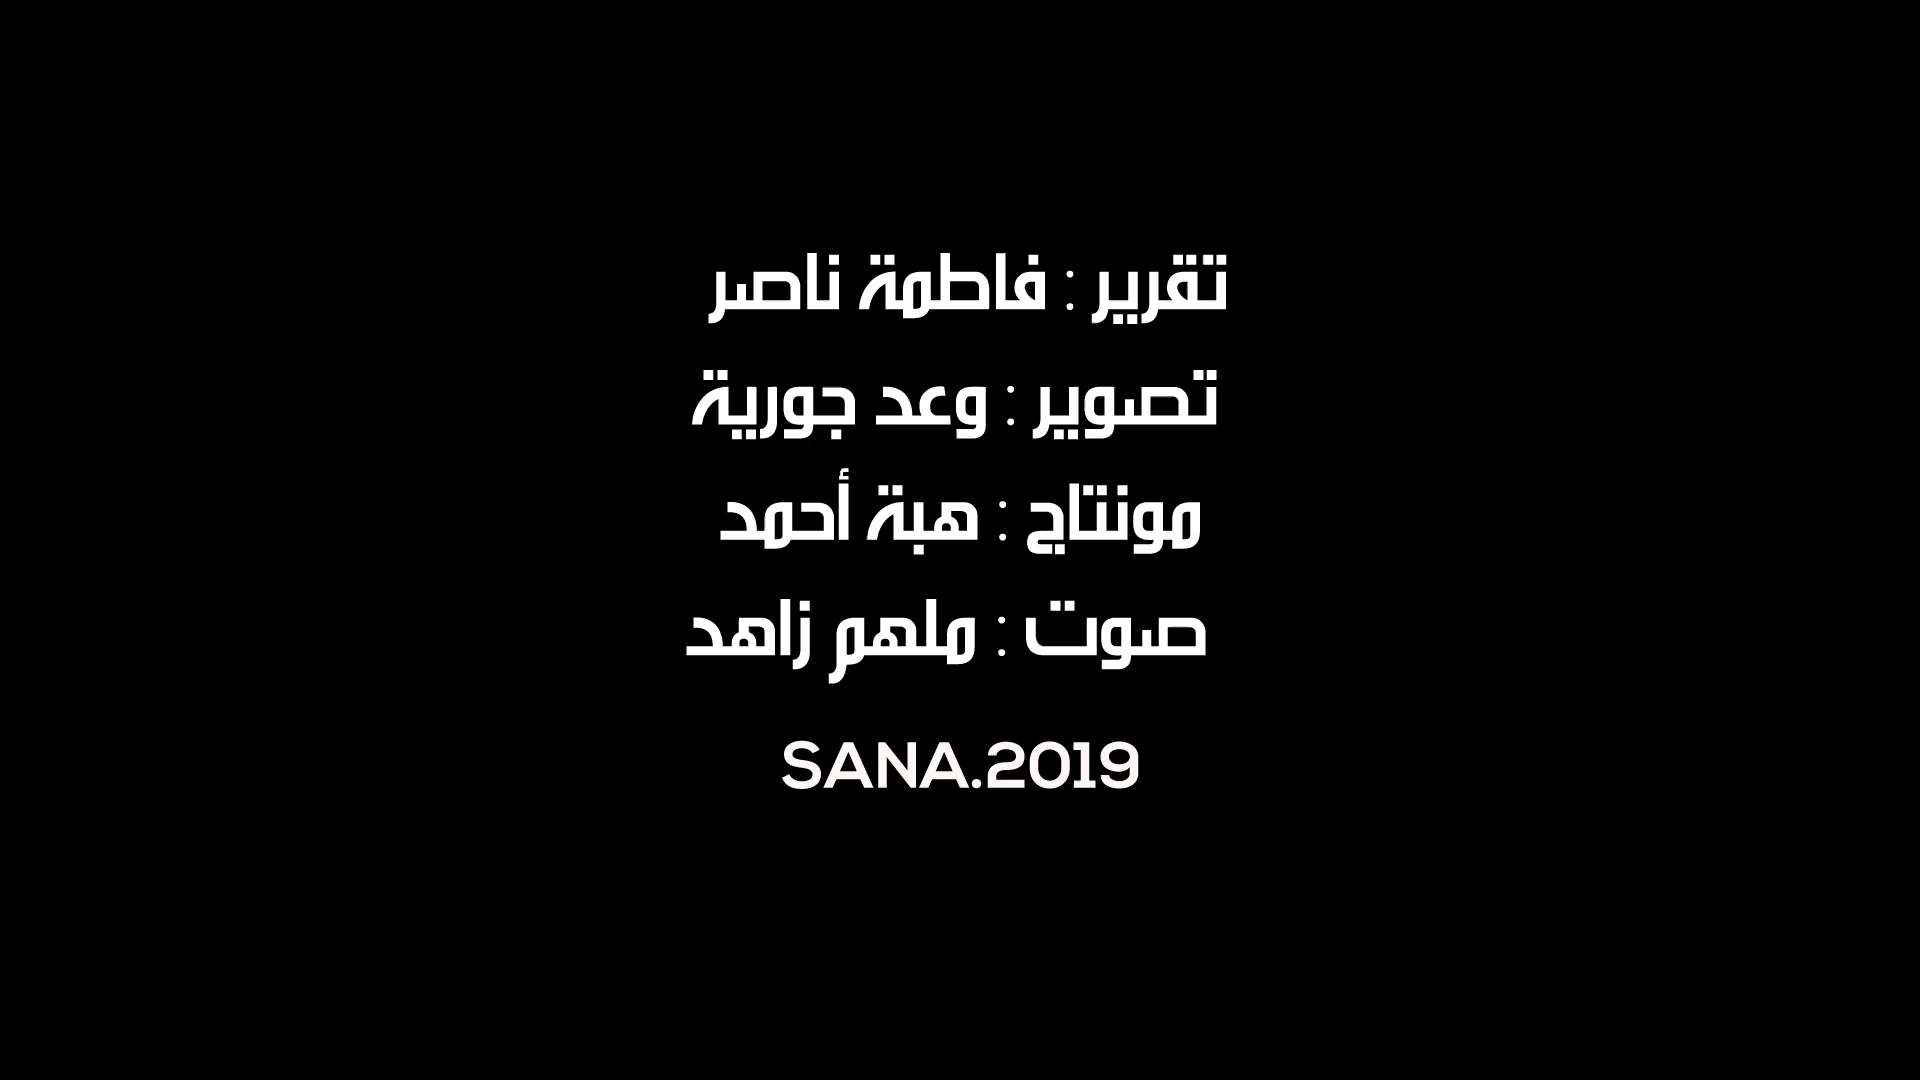 تقرير : فاطمة ناصر
تصوير : وعد جورية
مونتاج : هبة أحمد
صوت : ملهم زاهد
SANA.2019